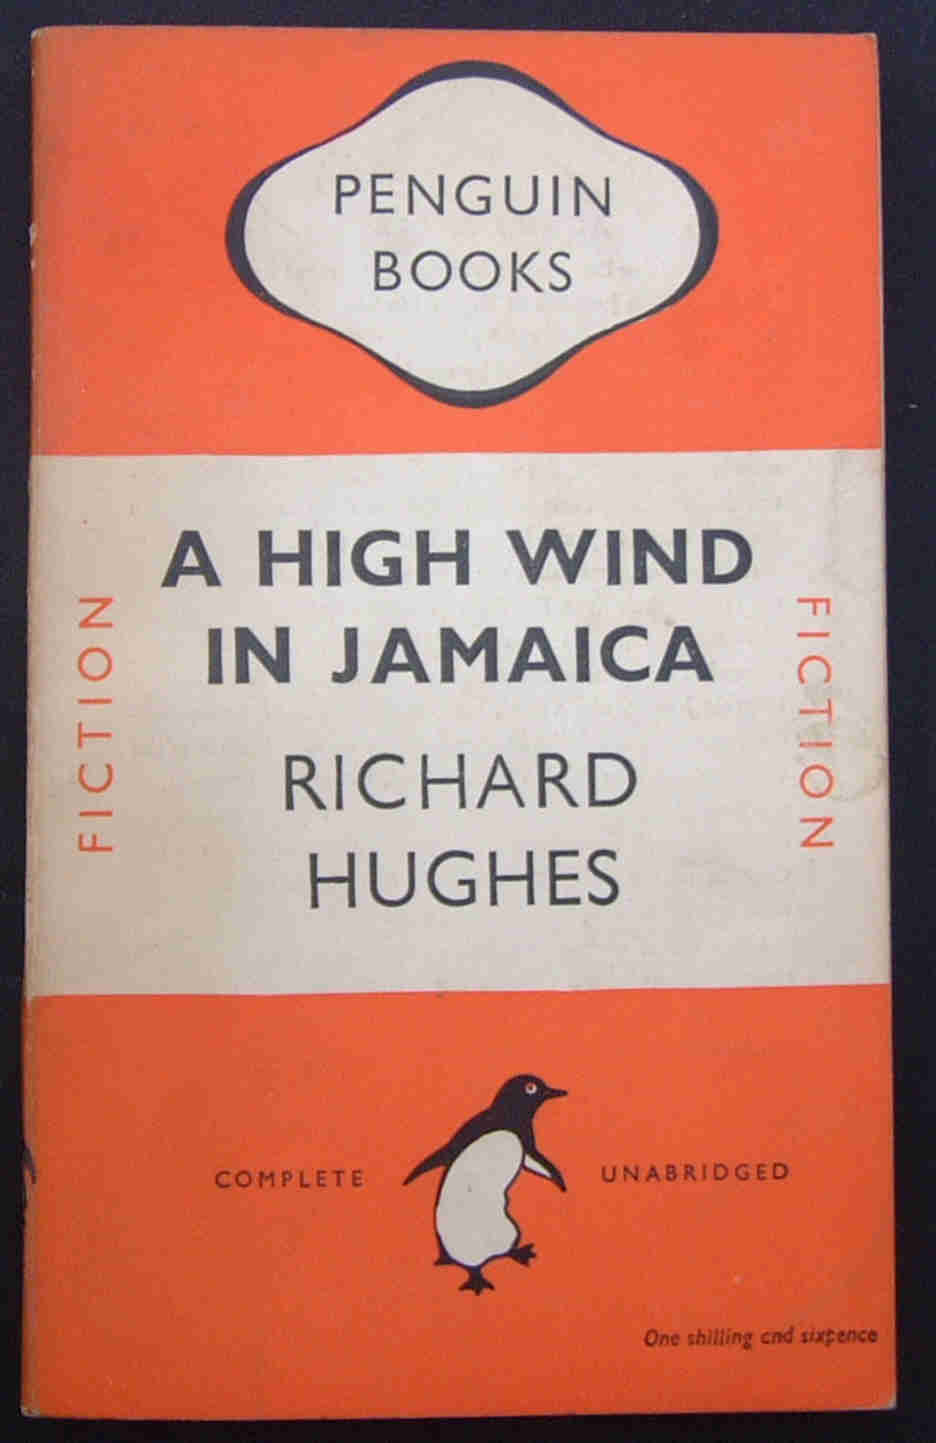 PENGUIN
BOOKS
A HIGH WIND
IN JAMAICA
RICHARD
HUGHES
FICTION
FICTION
COMPLETE
UNABRIDGED
One shilling and sixpence